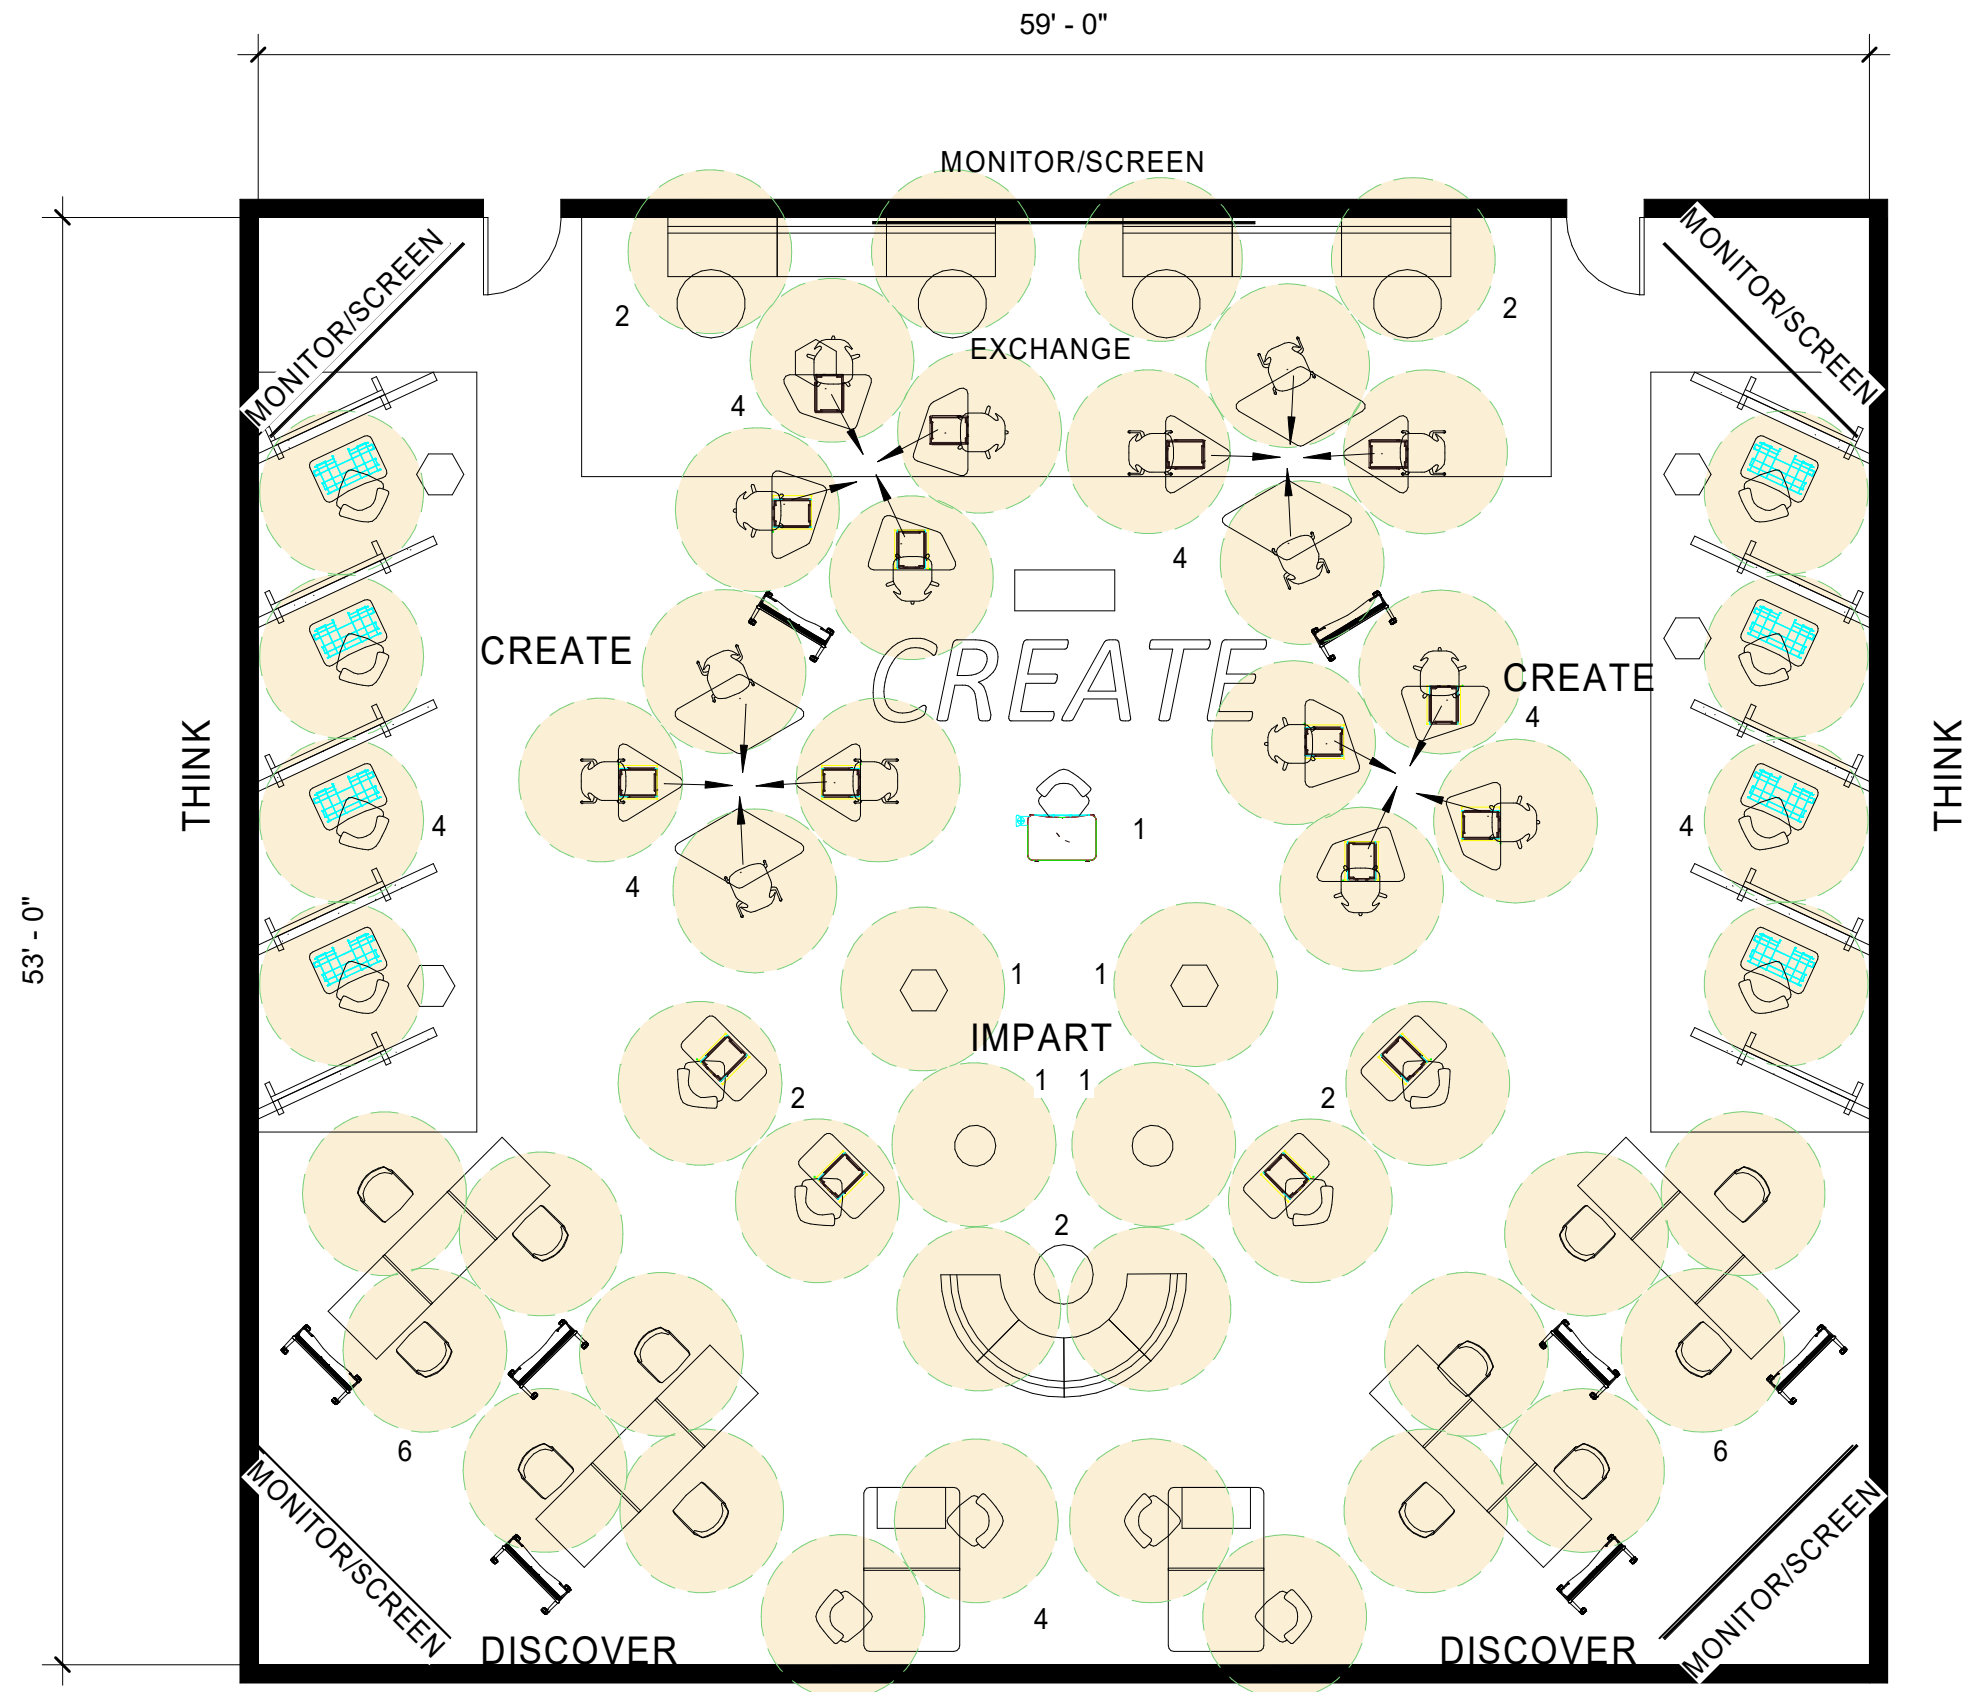 59' - 0"
MONITOR/SCREEN
MONITOR/SCREEN
MONITOR/SCREEN
2
2
EXCHANGE
4
4
CREATE
CREATE
CREATE
4
THINK
THINK
4
1
4
4
53' - 0"
1
1
IMPART
1
1
2
2
2
6
6
MONITOR/SCREEN
MONITOR/SCREEN
4
DISCOVER
DISCOVER